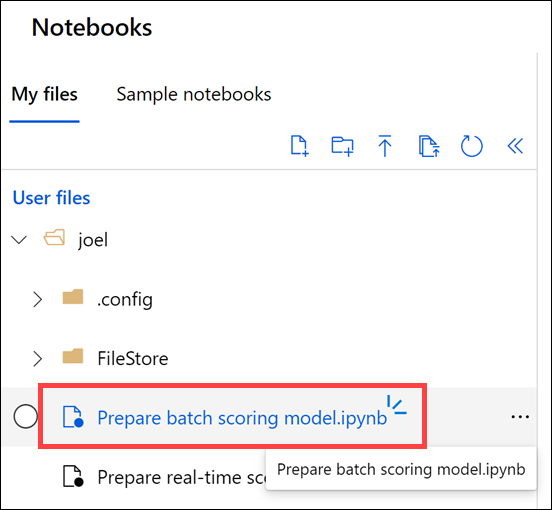 Notebooks
My files Sample notebooks
User files
joel
.config
FileStore
Prepare batch scoring model.ipynb
Prepare real-time sc
Prepare batch scoring model.ipynb